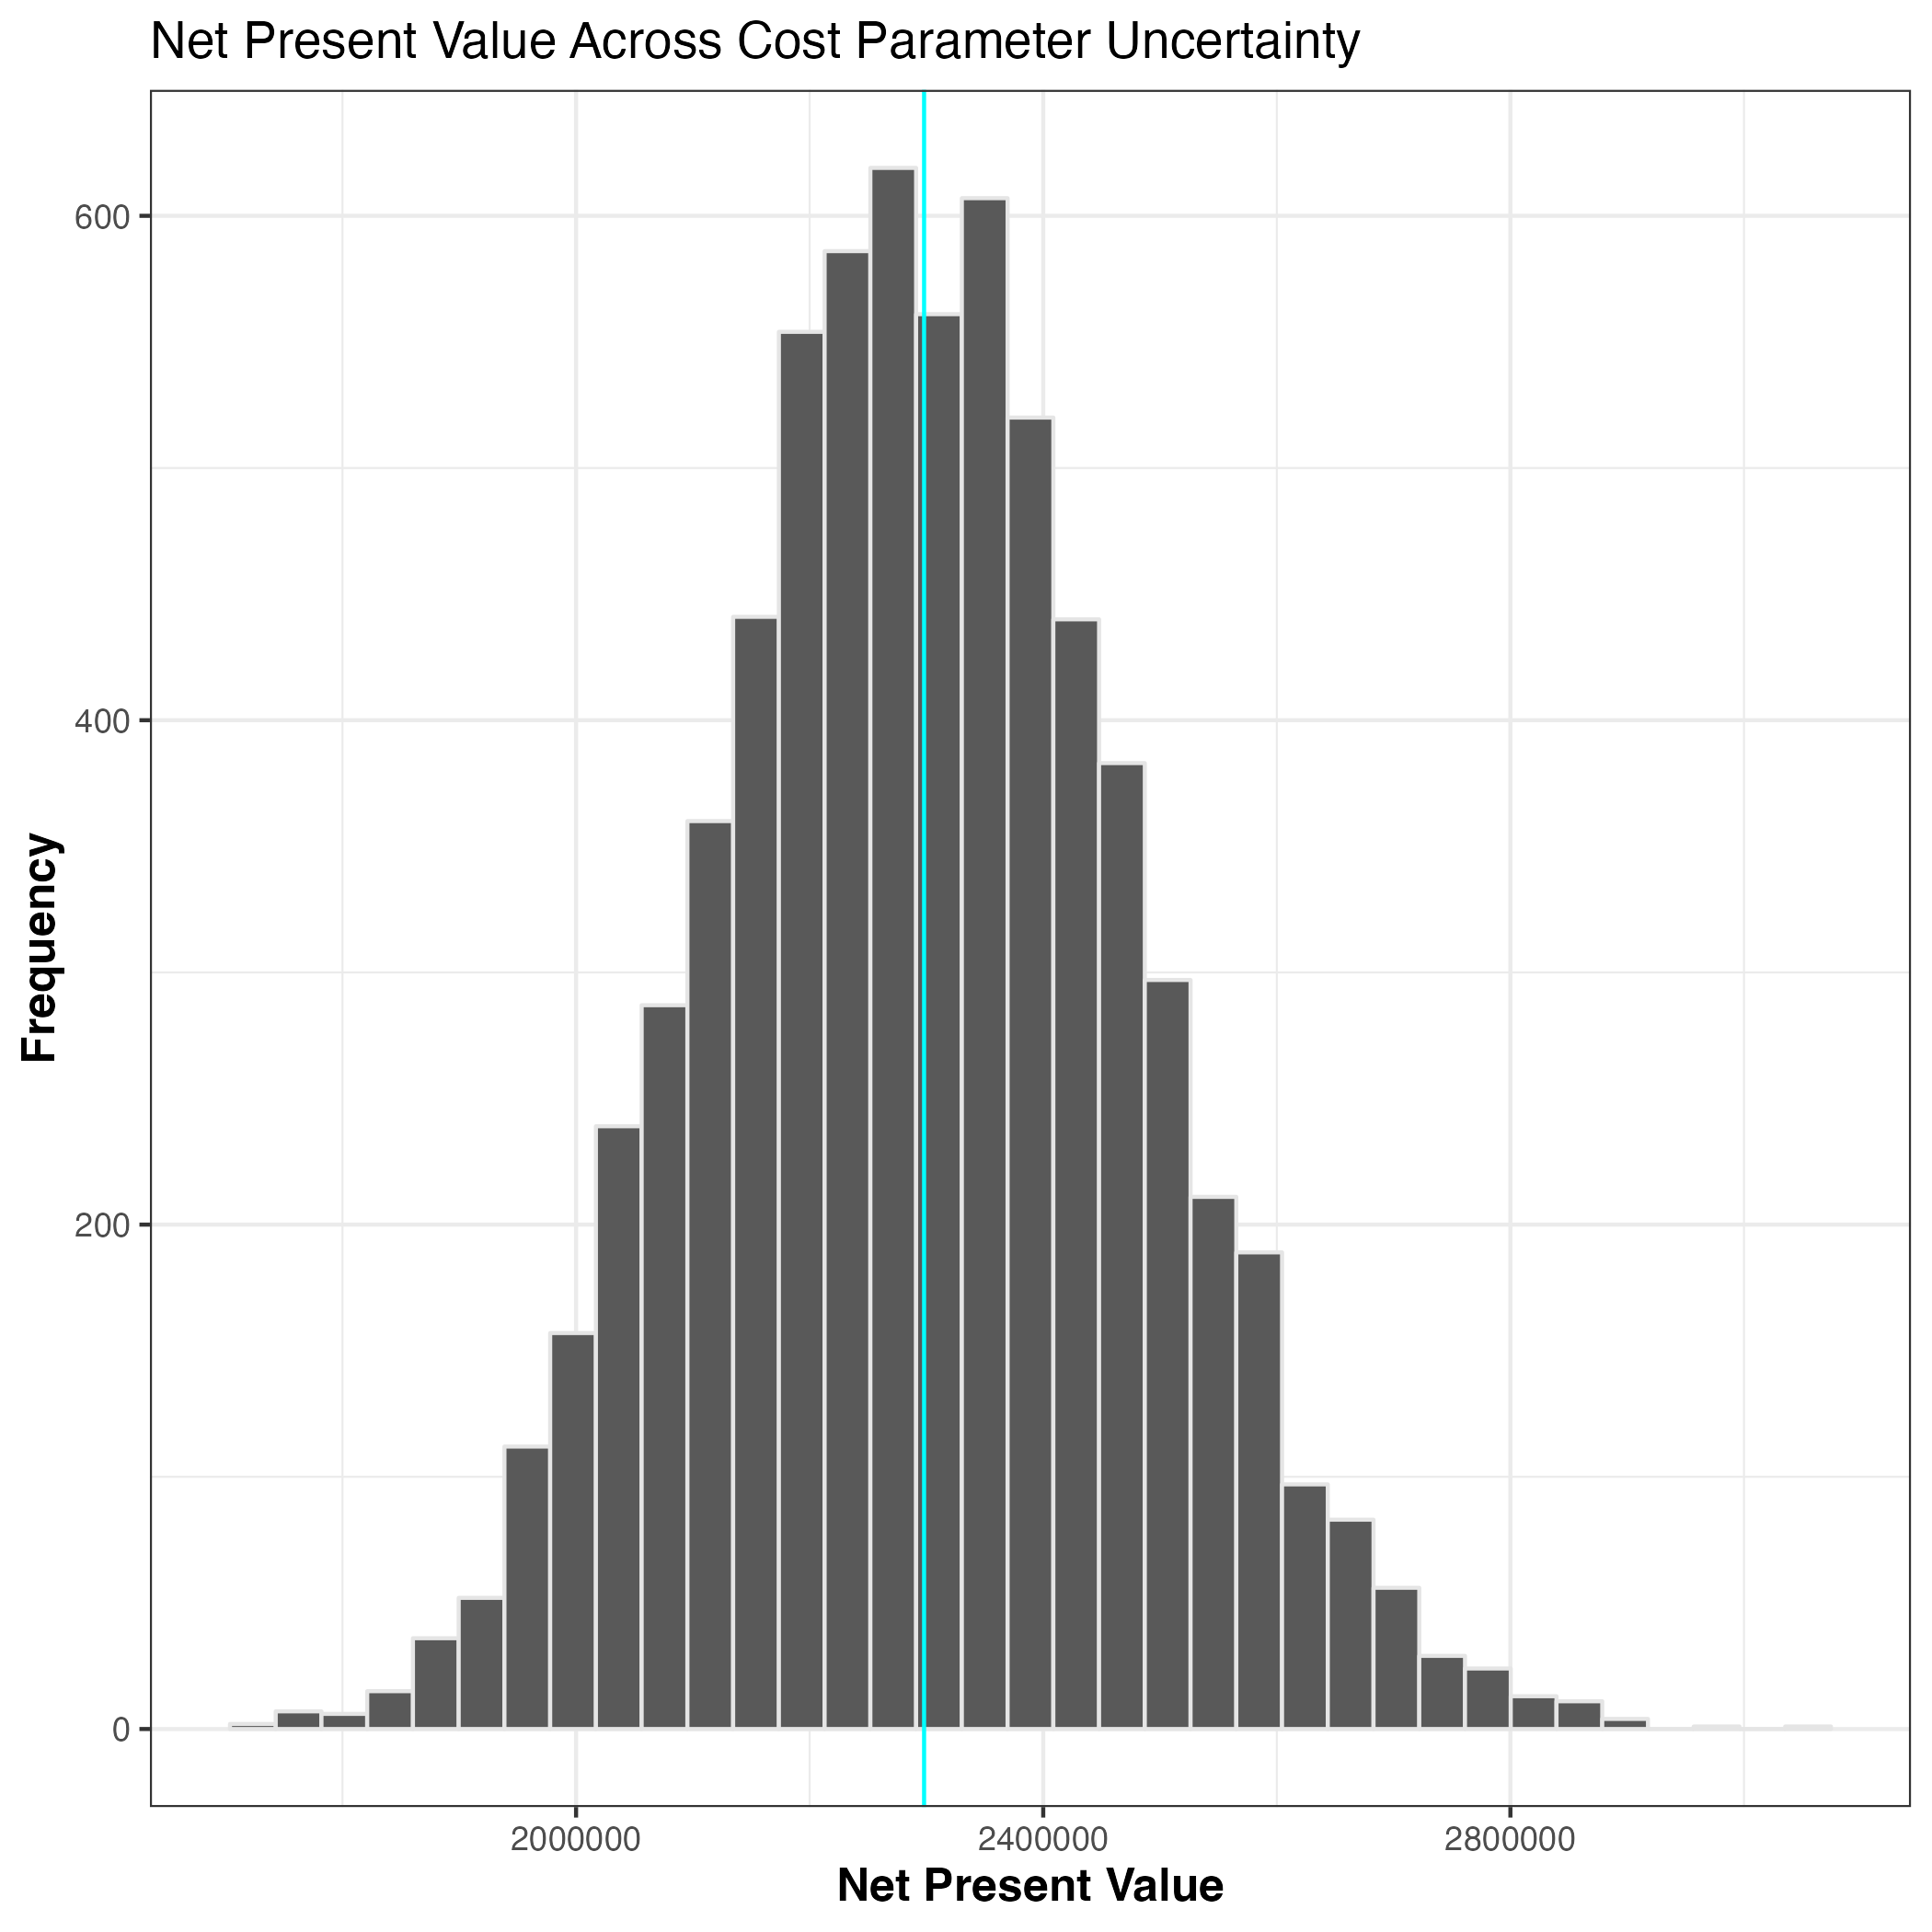 Net Present Value Across Cost Parameter Uncertainty
600
400
200
0
Frequency
2000000 2400000 2800000
Net Present Value